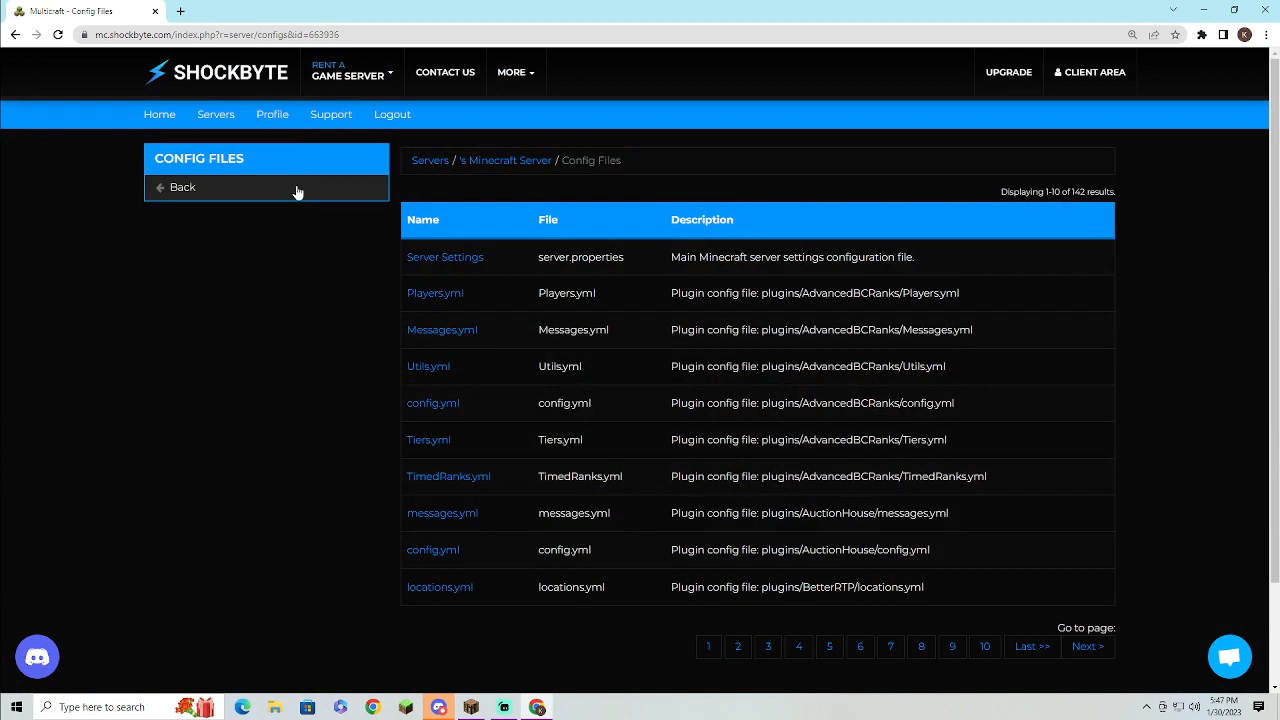 Multicraft - Config Files
mc.shockbyte.com/index.php?r=server/configs&id=663936
K
SHOCKBYTE
RENT A
GAME SERVER
CONTACT US
MORE
UPGRADE
CLIENT AREA
Home Servers Profile Support Logout
CONFIG FILES
Back
Servers / 's Minecraft Server / Config Files
Displaying 1-10 of 142 results.
Name File Description
Server Settings server.properties Main Minecraft server settings configuration file.
Players.yml Players.yml Plugin config file: plugins/AdvancedBCRanks/Players.yml
Messages.yml Messages.yml Plugin config file: plugins/AdvancedBCRanks/Messages.yml
Utils.yml Utils.yml Plugin config file: plugins/AdvancedBCRanks/Utils.yml
config.yml config.yml Plugin config file: plugins/AdvancedBCRanks/config.yml
Tiers.yml Tiers.yml Plugin config file: plugins/AdvancedBCRanks/Tiers.yml
TimedRanks.yml TimedRanks.yml Plugin config file: plugins/AdvancedBCRanks/TimedRanks.yml
messages.yml messages.yml Plugin config file: plugins/AuctionHouse/messages.yml
config.yml config.yml Plugin config file: plugins/AuctionHouse/config.yml
locations.yml locations.yml Plugin config file: plugins/BetterRTP/locations.yml
Go to page:
1 2 3 4 5 6 7 8 9 10 Last >> Next >
Type here to search
5:47 PM
1/30/2023